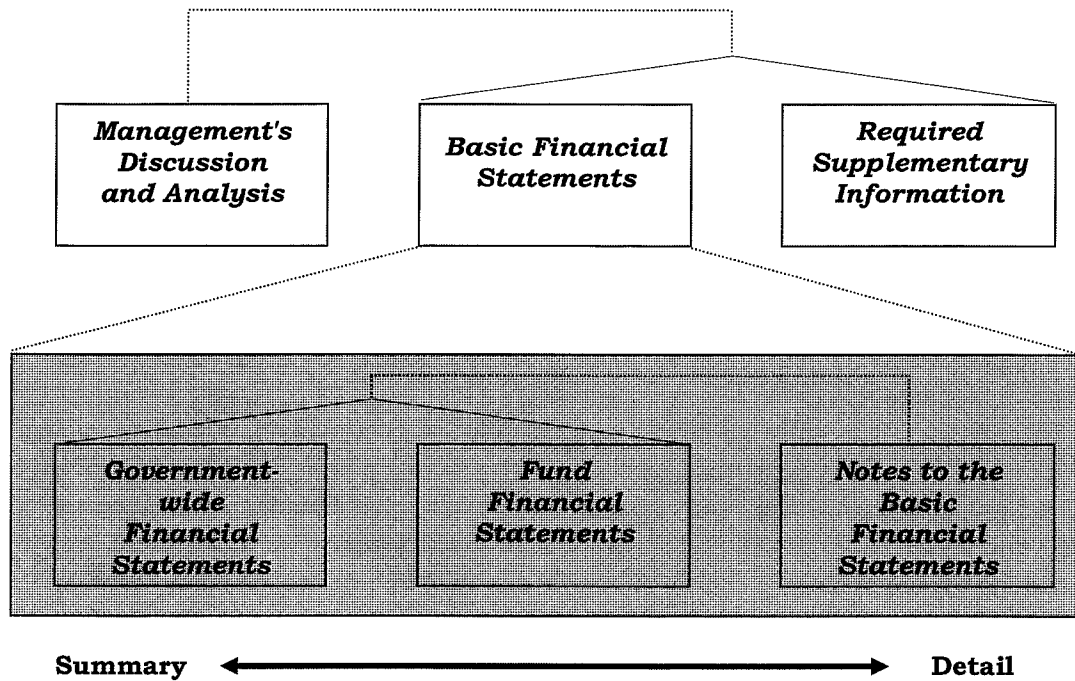 Management's
Discussion
and Analysis
Basic Financial
Statements
Required
Supplementary
Information
Government-
wide
Financial
Statements
Fund
Financial
Statements
Notes to the
Basic
Financial
Statements
Summary
Detail